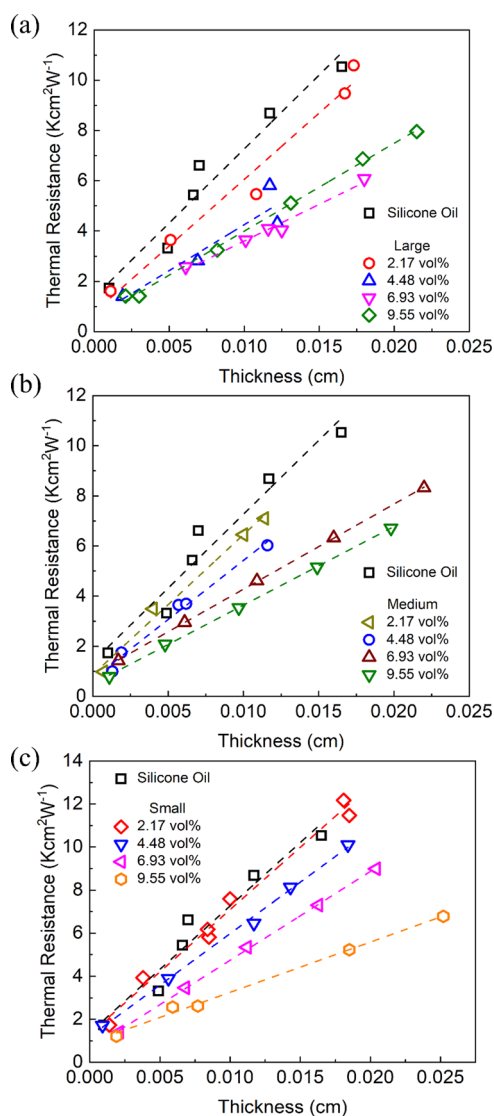 (a)
12
10
8
6
4
2
0
Thermal Resistance (Kcm²W⁻¹)
Silicone Oil
Large
2.17 vol%
4.48 vol%
6.93 vol%
9.55 vol%
0.000 0.005 0.010 0.015 0.020 0.025
Thickness (cm)
(b)
12
10
8
6
4
2
0
Thermal Resistance (Kcm²W⁻¹)
Silicone Oil
Medium
2.17 vol%
4.48 vol%
6.93 vol%
9.55 vol%
0.000 0.005 0.010 0.015 0.020 0.025
Thickness (cm)
(c)
14
12
10
8
6
4
2
0
Thermal Resistance (Kcm²W⁻¹)
Silicone Oil
Small
2.17 vol%
4.48 vol%
6.93 vol%
9.55 vol%
0.000 0.005 0.010 0.015 0.020 0.025
Thickness (cm)